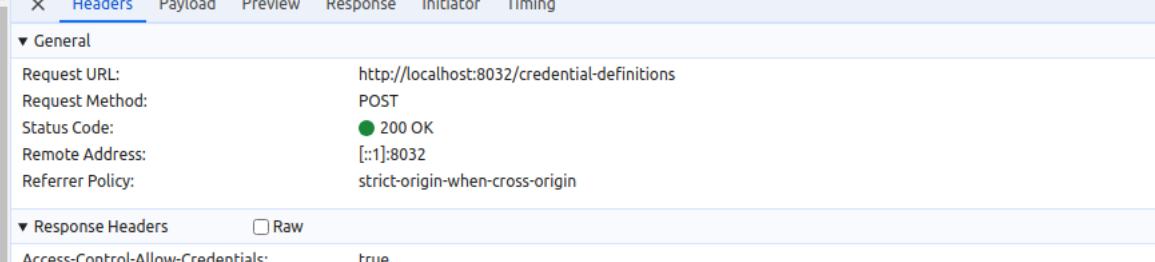 × Headers Payload Preview Response Initiator Timing
▼ General
Request URL: http://localhost:8032/credential-definitions
Request Method: POST
Status Code: 200 OK
Remote Address: [::1]:8032
Referrer Policy: strict-origin-when-cross-origin
▼ Response Headers Raw
Access-Control-Allow-Credentials: true